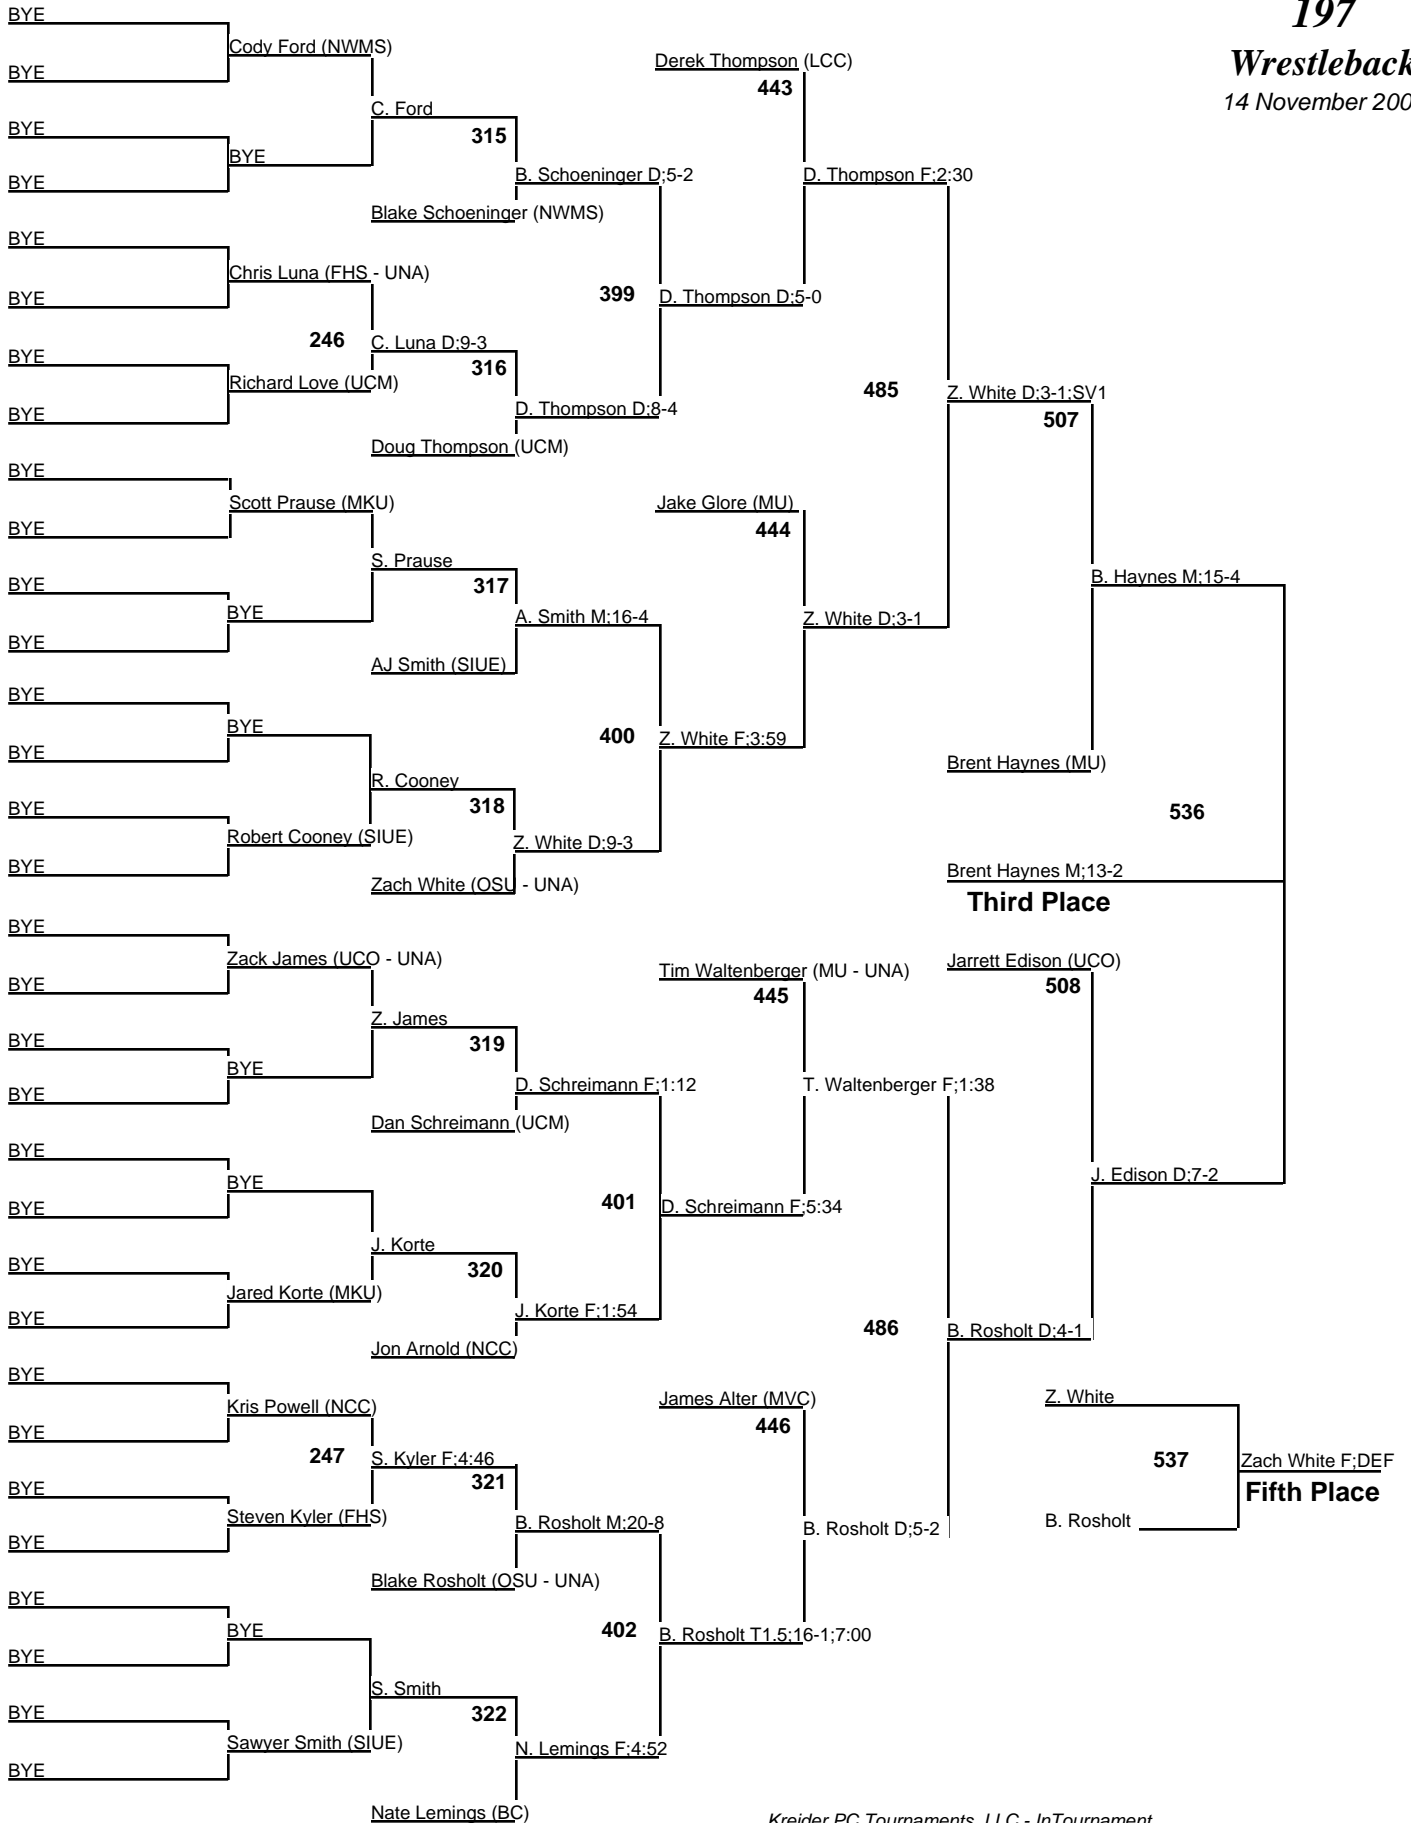 197
Wrestleback
14 November 200
BYE
Cody Ford (NWMS)
BYE
Derek Thompson (LCC)
443
C. Ford
BYE
315
BYE
B. Schoeninger D;5-2
D. Thompson F;2:30
BYE
Blake Schoeninger (NWMS)
BYE
Chris Luna (FHS - UNA)
BYE
399
D. Thompson D;5-0
246
C. Luna D;9-3
BYE
316
Richard Love (UCM)
485
Z. White D;3-1;SV1
BYE
D. Thompson D;8-4
507
Doug Thompson (UCM)
BYE
Scott Prause (MKU)
Jake Glore (MU)
BYE
444
S. Prause
BYE
317
B. Haynes M;15-4
BYE
A. Smith M;16-4
Z. White D;3-1
BYE
AJ Smith (SIUE)
BYE
BYE
400
Z. White F;3:59
BYE
Brent Haynes (MU)
R. Cooney
BYE
318
536
Robert Cooney (SIUE)
Z. White D;9-3
BYE
Brent Haynes M;13-2
Zach White (OSU - UNA)
Third Place
BYE
Zack James (UCO - UNA)
Tim Waltenberger (MU - UNA)
Jarrett Edison (UCO)
BYE
445
508
Z. James
BYE
319
BYE
D. Schreimann F;1:12
T. Waltenberger F;1:38
BYE
Dan Schreimann (UCM)
BYE
BYE
J. Edison D;7-2
BYE
401
D. Schreimann F;5:34
J. Korte
BYE
320
Jared Korte (MKU)
J. Korte F;1:54
BYE
486
B. Rosholt D;4-1
Jon Arnold (NCC)
BYE
Kris Powell (NCC)
James Alter (MVC)
Z. White
BYE
446
247
S. Kyler F;4:46
537
Zach White F;DEF
BYE
321
Fifth Place
Steven Kyler (FHS)
B. Rosholt M;20-8
B. Rosholt D;5-2
B. Rosholt
BYE
Blake Rosholt (OSU - UNA)
BYE
BYE
402
B. Rosholt T1.5;16-1;7:00
BYE
S. Smith
BYE
322
Sawyer Smith (SIUE)
N. Lemings F;4:52
BYE
Nate Lemings (BC)
Kreider PC Tournaments, LLC - InTournament